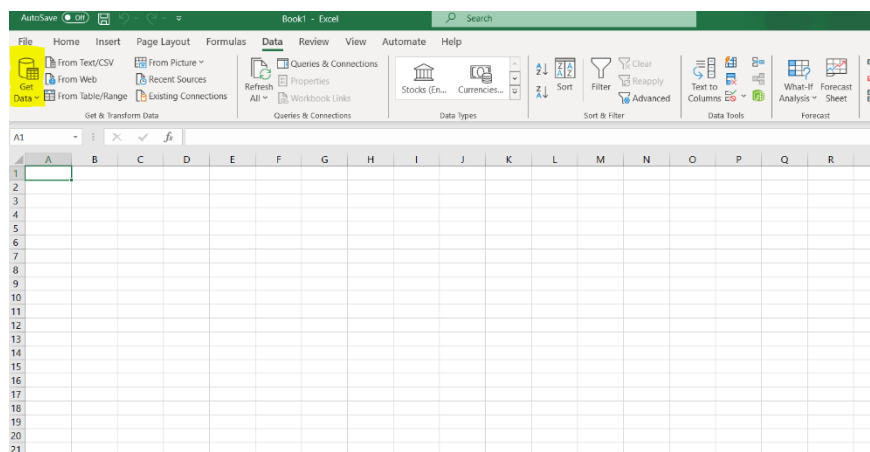 AutoSave Off Book1 - Excel Search
File Home Insert Page Layout Formulas Data Review View Automate Help
Get Data
From Text/CSV
From Web
From Table/Range
From Picture
Recent Sources
Existing Connections
Get & Transform Data
Refresh All
Queries & Connections
Properties
Workbook Links
Queries & Connections
Stocks (En... Currencies...
Data Types
Sort
Filter
Clear
Reapply
Advanced
Sort & Filter
Text to Columns
Data Tools
What-If Analysis
Forecast Sheet
Forecast
A1 fx
A B C D E F G H I J K L M N O P Q R
1
2
3
4
5
6
7
8
9
10
11
12
13
14
15
16
17
18
19
20
21